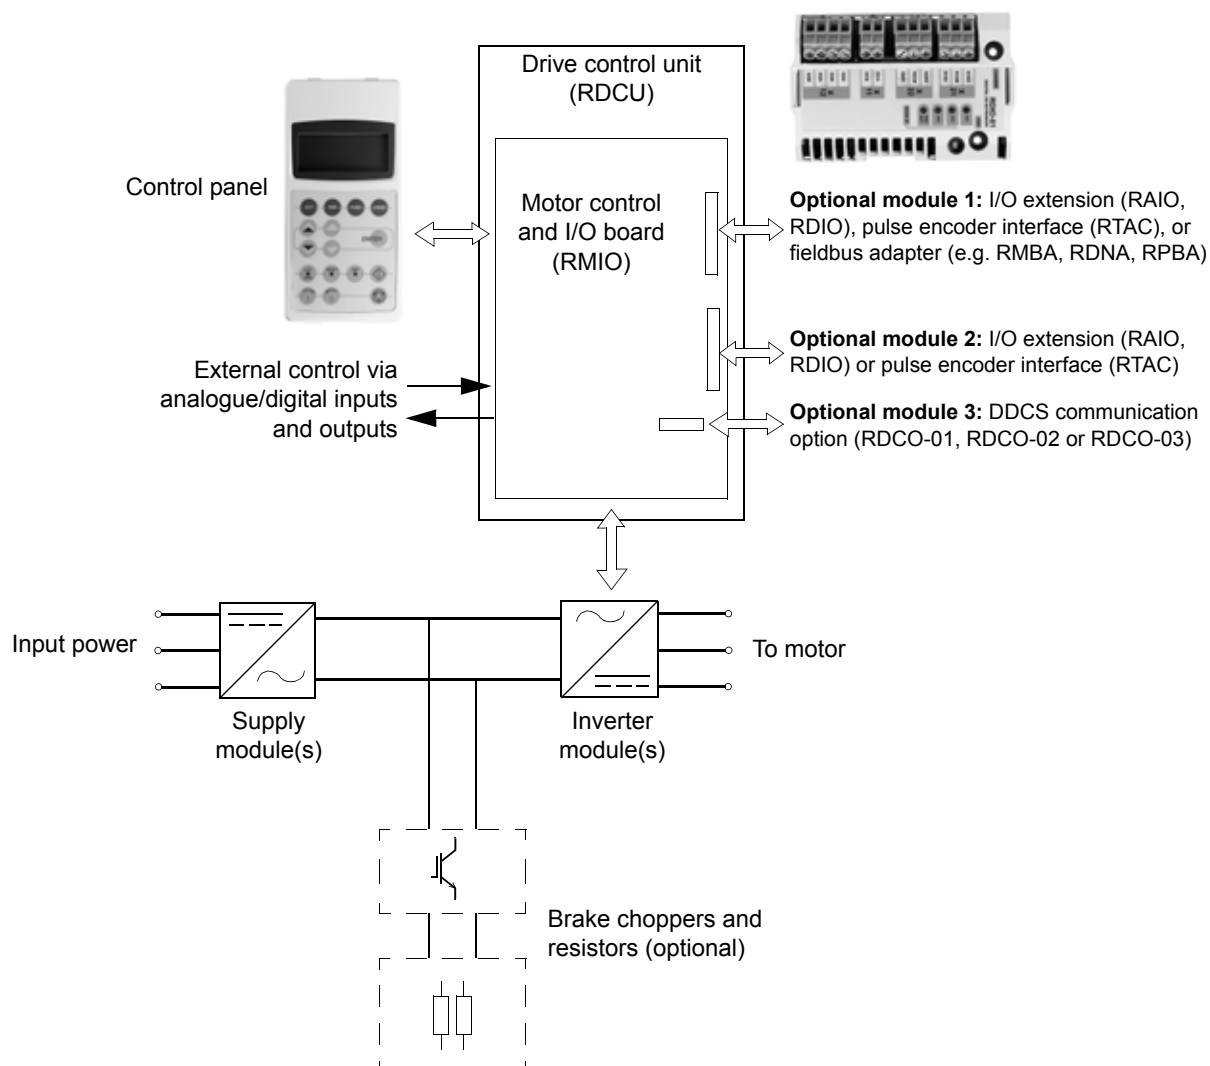 Drive control unit
(RDCU)
Control panel
Motor control
and I/O board
(RMIO)
Optional module 1: I/O extension (RAIO,
RDIO), pulse encoder interface (RTAC), or
fieldbus adapter (e.g. RMBA, RDNA, RPBA)
Optional module 2: I/O extension (RAIO,
RDIO) or pulse encoder interface (RTAC)
External control via
analogue/digital inputs
and outputs
Optional module 3: DDCS communication
option (RDCO-01, RDCO-02 or RDCO-03)
Input power
To motor
Supply
module(s)
Inverter
module(s)
Brake choppers and
resistors (optional)